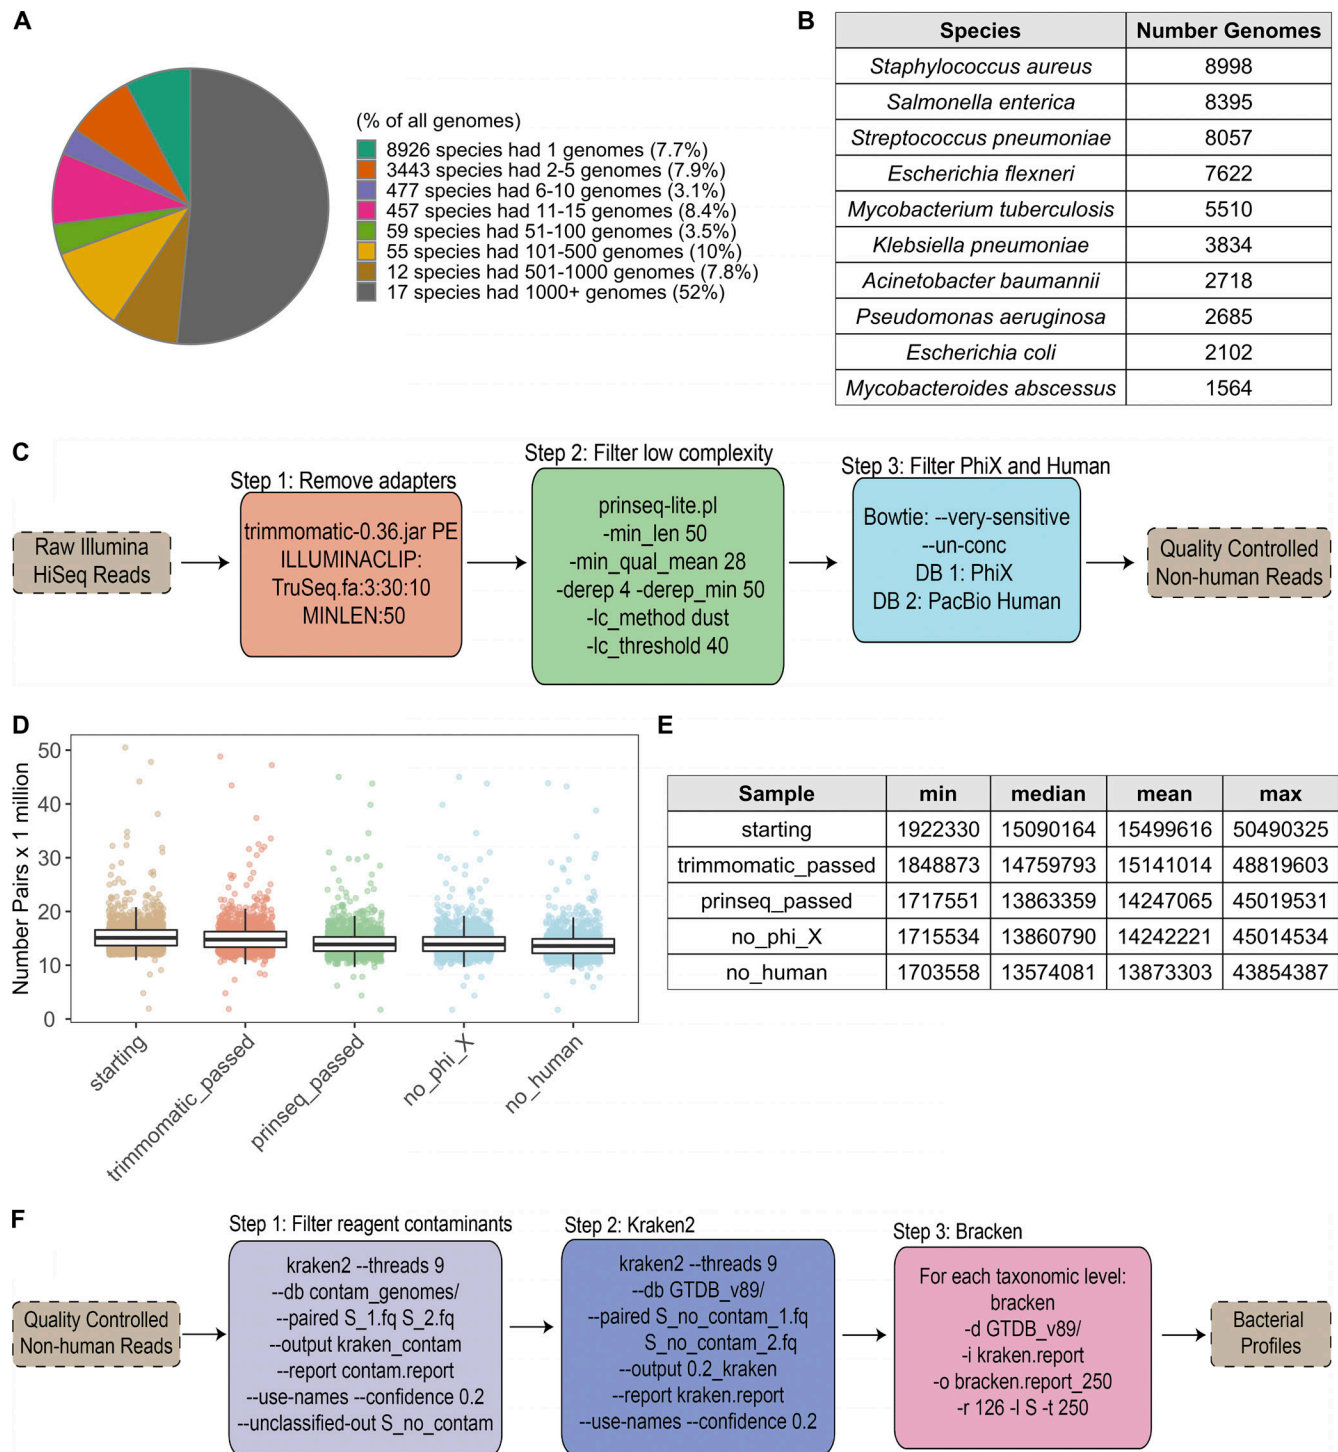 A
(% of all genomes)
8926 species had 1 genomes (7.7%)
3443 species had 2-5 genomes (7.9%)
477 species had 6-10 genomes (3.1%)
457 species had 11-15 genomes (8.4%)
59 species had 51-100 genomes (3.5%)
55 species had 101-500 genomes (10%)
12 species had 501-1000 genomes (7.8%)
17 species had 1000+ genomes (52%)
B
Species Number Genomes
Staphylococcus aureus 8998
Salmonella enterica 8395
Streptococcus pneumoniae 8057
Escherichia flexneri 7622
Mycobacterium tuberculosis 5510
Klebsiella pneumoniae 3834
Acinetobacter baumannii 2718
Pseudomonas aeruginosa 2685
Escherichia coli 2102
Mycobacteroides abscessus 1564
C
Raw Illumina
HiSeq Reads
Step 1: Remove adapters
trimmomatic-0.36.jar PE
ILLUMINACLIP:
TruSeq.fa:3:30:10
MINLEN:50
Step 2: Filter low complexity
prinseq-lite.pl
-min_len 50
-min_qual_mean 28
-derep 4 -derep_min 50
-lc_method dust
-lc_threshold 40
Step 3: Filter PhiX and Human
Bowtie: --very-sensitive
--un-conc
DB 1: PhiX
DB 2: PacBio Human
Quality Controlled
Non-human Reads
D
Number Pairs x 1 million
50
40
30
20
10
0
starting
trimmomatic_passed
prinseq_passed
no_phi_X
no_human
E
Sample min median mean max
starting 1922330 15090164 15499616 50490325
trimmomatic_passed 1848873 14759793 15141014 48819603
prinseq_passed 1717551 13863359 14247065 45019531
no_phi_X 1715534 13860790 14242221 45014534
no_human 1703558 13574081 13873303 43854387
F
Quality Controlled
Non-human Reads
Step 1: Filter reagent contaminants
kraken2 --threads 9
--db contam_genomes/
--paired S_1.fq S_2.fq
--output kraken_contam
--report contam.report
--use-names --confidence 0.2
--unclassified-out S_no_contam
Step 2: Kraken2
kraken2 --threads 9
--db GTDB_v89/
--paired S_no_contam_1.fq
S_no_contam_2.fq
--output 0.2_kraken
--report kraken.report
--use-names --confidence 0.2
Step 3: Bracken
For each taxonomic level:
bracken
-d GTDB_v89/
-i kraken.report
-o bracken.report_250
-r 126 -l S -t 250
Bacterial
Profiles